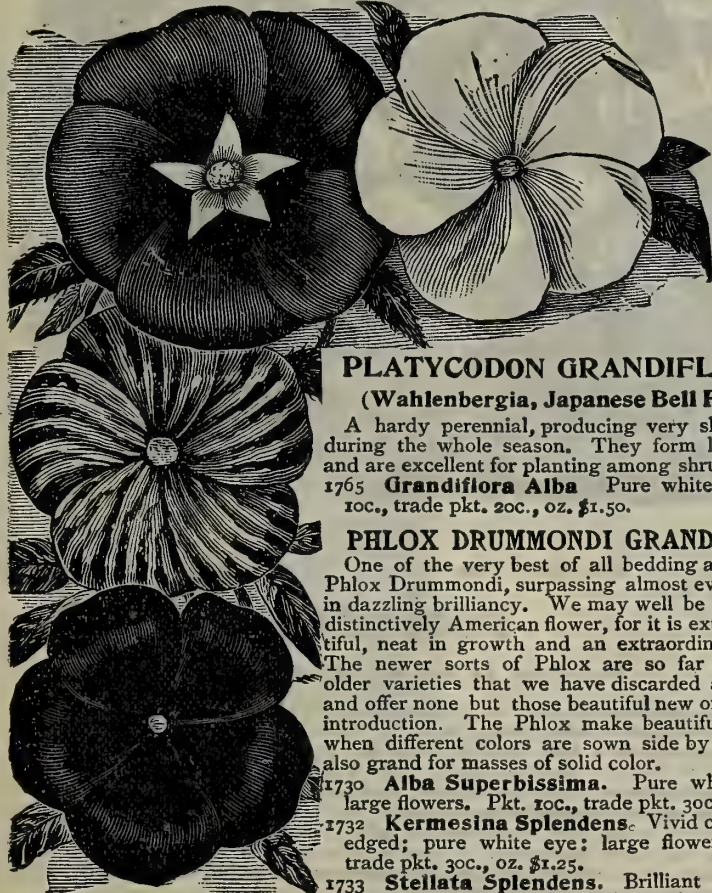 PLATYCODON GRANDIFL
(Wahlenbergia, Japanese Bell F
A hardy perennial, producing very sh
during the whole season. They form l
and are excellent for planting among shru
1765 Grandiflora Alba Pure white
10c., trade pkt. 20c., oz. $1.50.
PHLOX DRUMMONDI GRAND
One of the very best of all bedding a
Phlox Drummondi, surpassing almost ev
in dazzling brilliancy. We may well be
distinctively American flower, for it is ex
tiful, neat in growth and an extraordin
The newer sorts of Phlox are so far
older varieties that we have discarded
and offer none but those beautiful new o
introduction. The Phlox make beautifu
when different colors are sown side by
also grand for masses of solid color.
1730 Alba Superbissima. Pure wh
large flowers. Pkt. 10c., trade pkt. 30c
1732 Kermesina Splendens. Vivid c
edged; pure white eye: large flowe
trade pkt. 30c., oz. $1.25.
1733 Stellata Splendens. Brilliant